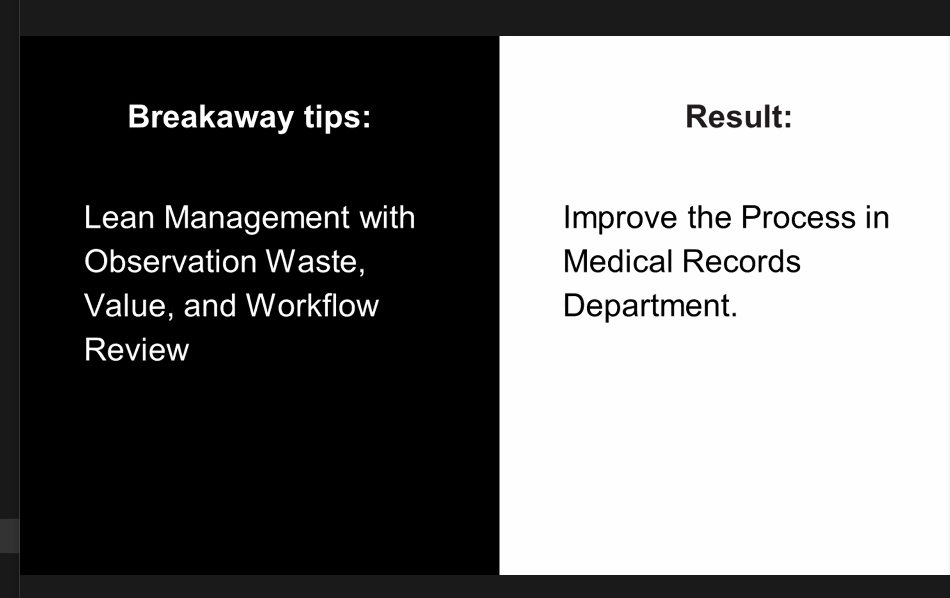 Breakaway tips:
Lean Management with
Observation Waste,
Value, and Workflow
Review
Result:
Improve the Process in
Medical Records
Department.